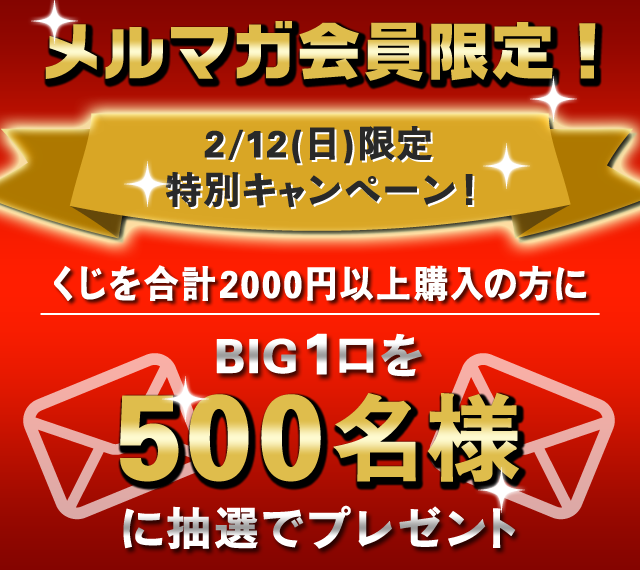 メルマガ会員限定！
2/12(日)限定
特別キャンペーン！
くじを合計2000円以上購入の方に
BIG1口を
500名様
に抽選でプレゼント